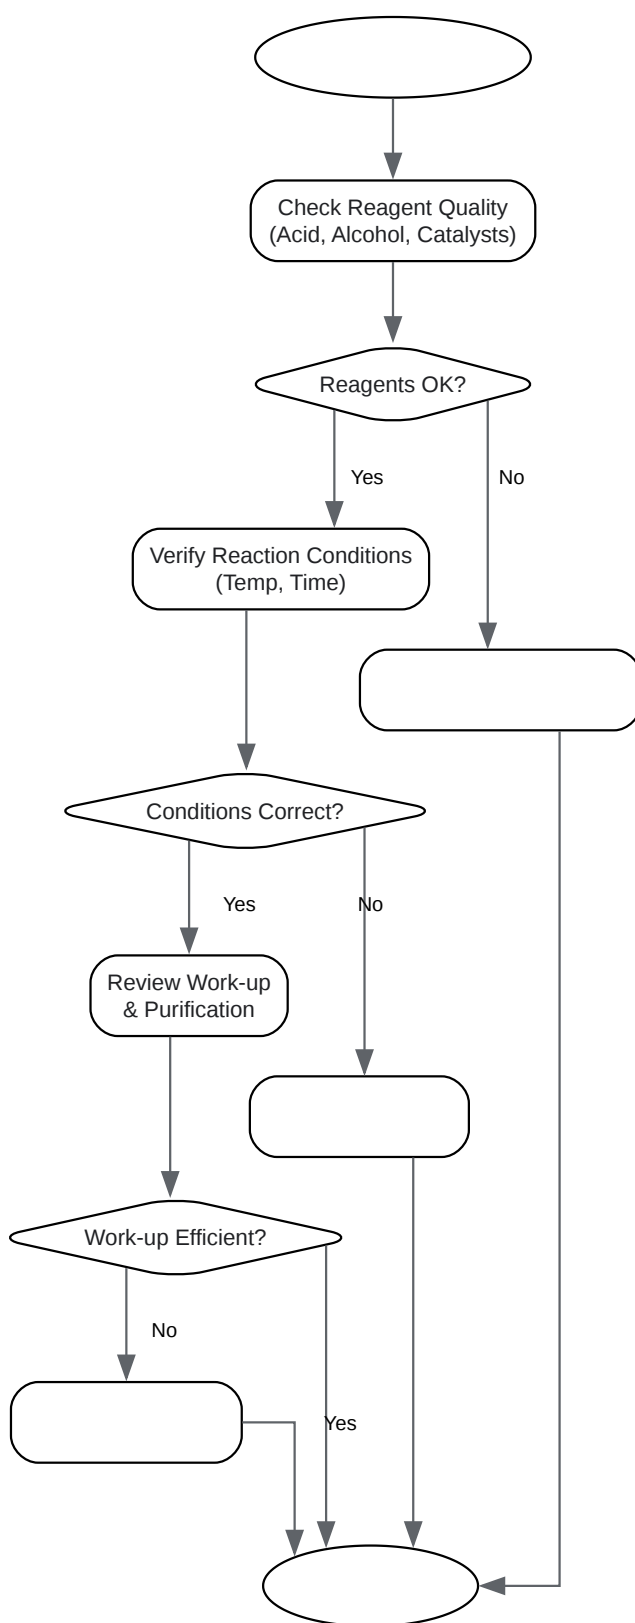 Check Reagent Quality
(Acid, Alcohol, Catalysts)
Reagents OK?
Yes
No
Verify Reaction Conditions
(Temp, Time)
Conditions Correct?
Yes
No
Review Work-up
& Purification
Work-up Efficient?
No
Yes